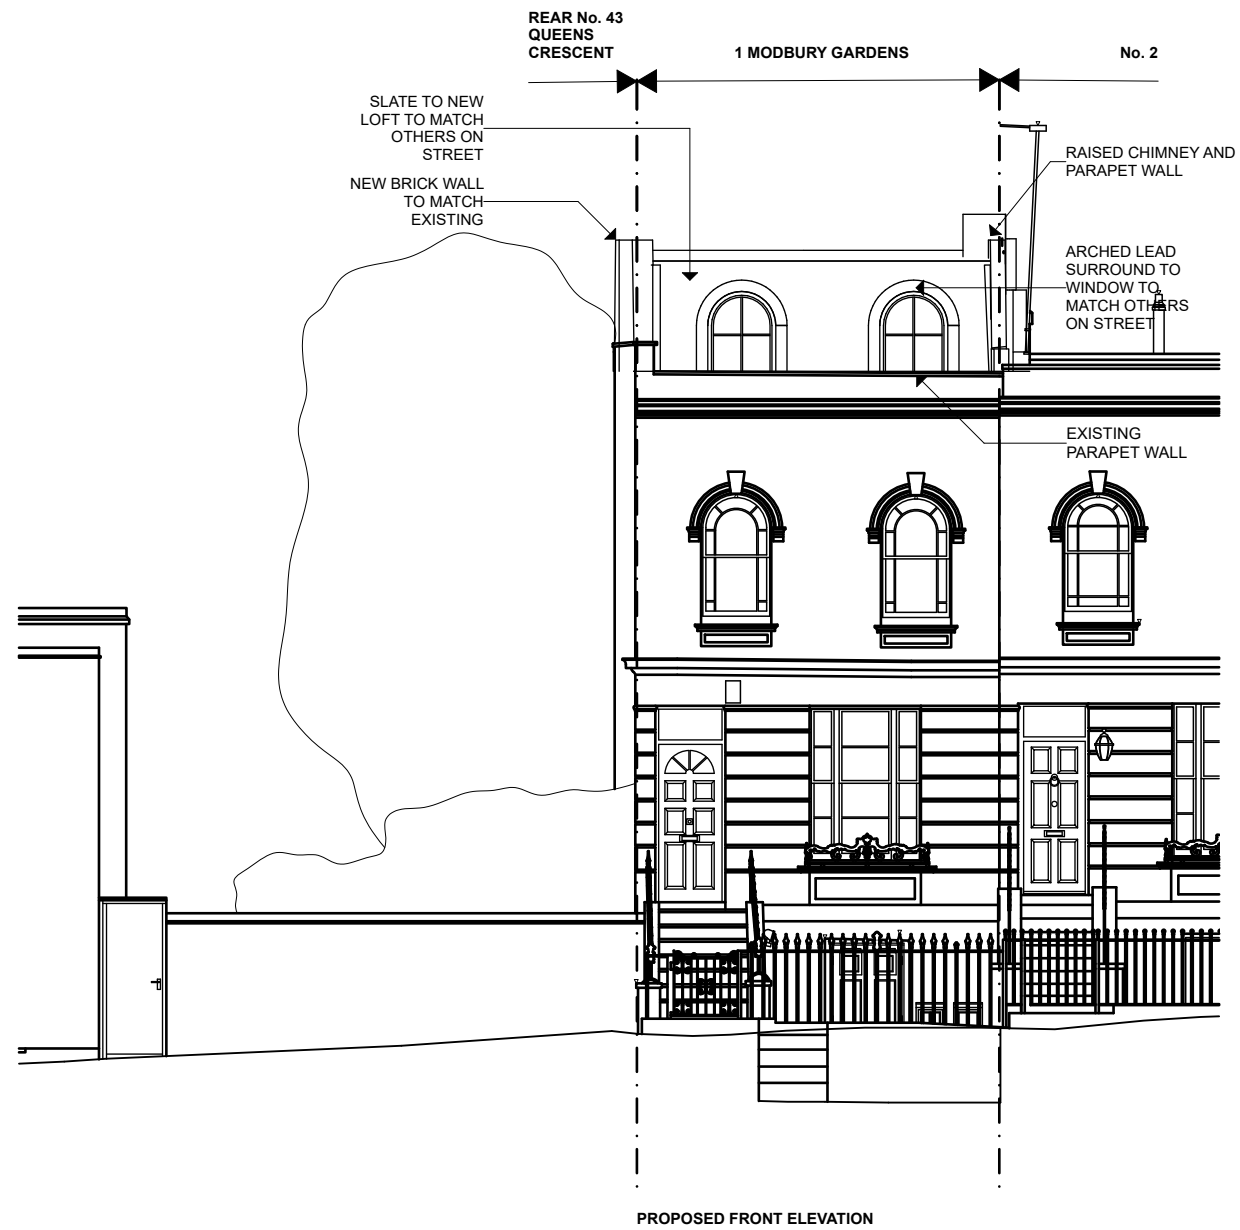 REAR No. 43
QUEENS
CRESCENT
1 MODBURY GARDENS
No. 2
SLATE TO NEW
LOFT TO MATCH
OTHERS ON
STREET
NEW BRICK WALL
TO MATCH
EXISTING
RAISED CHIMNEY AND
PARAPET WALL
ARCHED LEAD
SURROUND TO
WINDOW TO
MATCH OTHERS
ON STREET
EXISTING
PARAPET WALL
PROPOSED FRONT ELEVATION